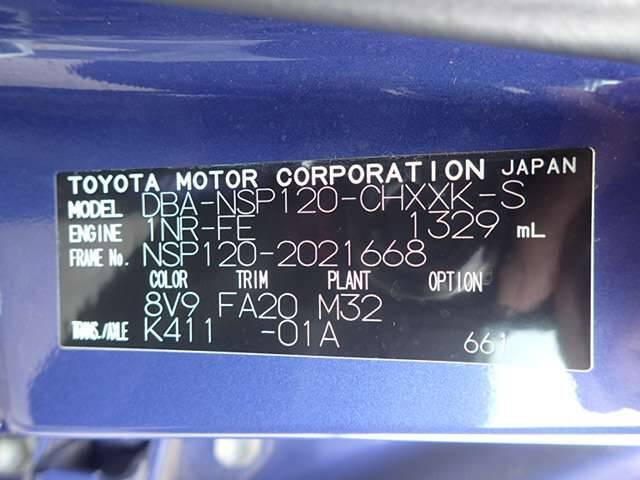 TOYOTA MOTOR CORPORATION JAPAN
MODEL DBA-NSP120-CHXXK-S
ENGINE 1NR-FE 1329 mL
FRAME No. NSP120-2021668
COLOR TRIM PLANT OPTION
8V9 FA20 M32
TRANS./AXLE K411 -01A 661